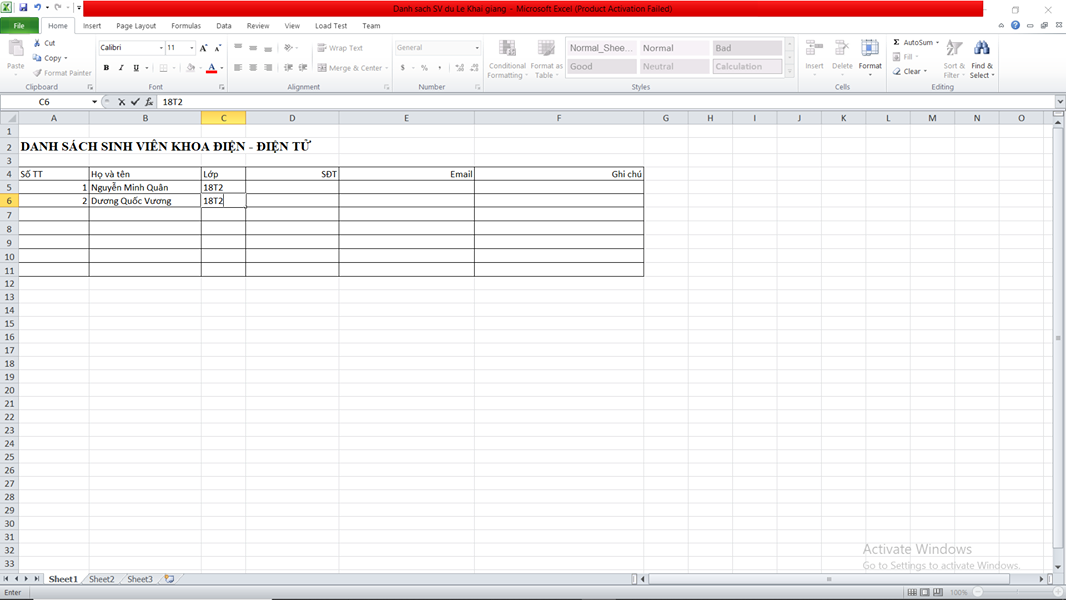 Danh sach SV du Le Khai giang - Microsoft Excel (Product Activation Failed)
File Home Insert Page Layout Formulas Data Review View Load Test Team
Paste Cut Copy Format Painter Clipboard
Calibri 11 A A B I U A Font
Wrap Text Merge & Center Alignment
General $ % , Number
Conditional Formatting Format as Table
Normal_Shee... Normal Bad
Good Neutral Calculation
Styles
Insert Delete Format Cells
AutoSum Fill Clear Sort & Filter Find & Select Editing
C6 fx 18T2
A B C D E F G H I J K L M N O
1
2 DANH SÁCH SINH VIÊN KHOA ĐIỆN - ĐIỆN TỬ
3
4 Số TT Họ và tên Lớp SĐT Email Ghi chú
5 1 Nguyễn Minh Quân 18T2
6 2 Dương Quốc Vương 18T2
7
8
9
10
11
12
13
14
15
16
17
18
19
20
21
22
23
24
25
26
27
28
29
30
31
32
33
Activate Windows
Go to Settings to activate Windows.
Sheet1 Sheet2 Sheet3
Enter 100%